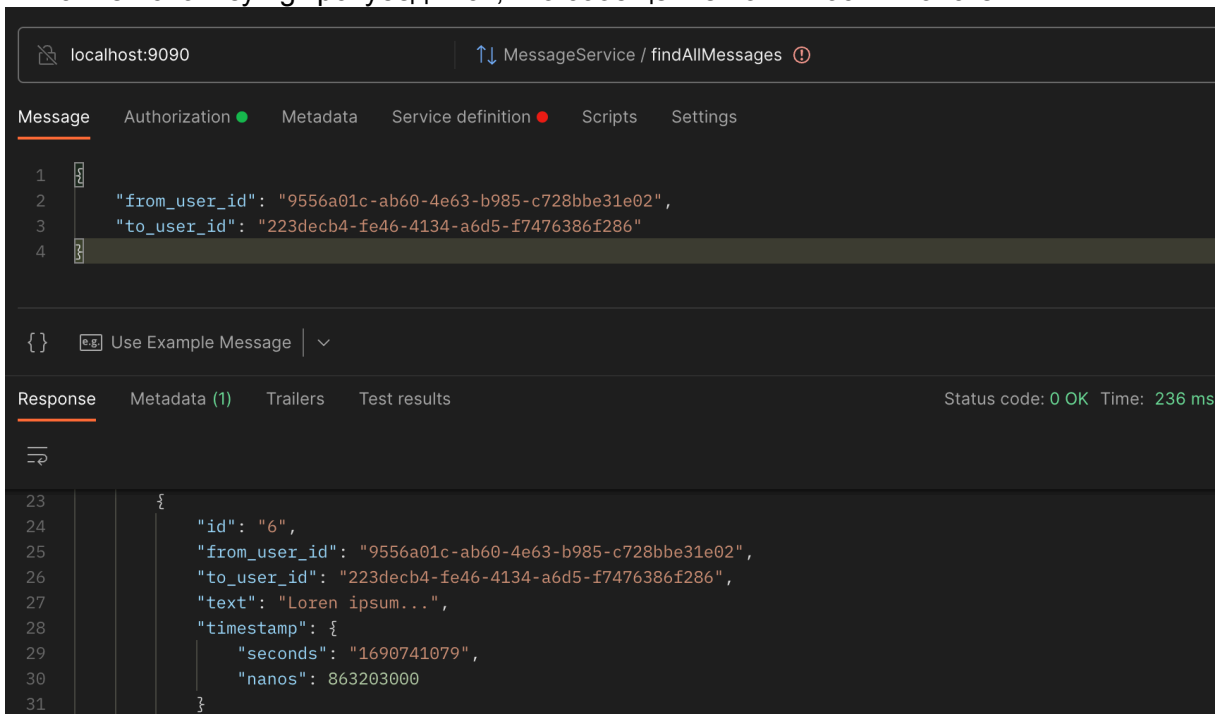 localhost:9090 MessageService / findAllMessages
Message Authorization Metadata Service definition Scripts Settings
1 {
2 "from_user_id": "9556a01c-ab60-4e63-b985-c728bbe31e02",
3 "to_user_id": "223decb4-fe46-4134-a6d5-f7476386f286"
4 }
{} e.g. Use Example Message
Response Metadata (1) Trailers Test results Status code: 0 OK Time: 236 ms
23 {
24 "id": "6",
25 "from_user_id": "9556a01c-ab60-4e63-b985-c728bbe31e02",
26 "to_user_id": "223decb4-fe46-4134-a6d5-f7476386f286",
27 "text": "Loren ipsum...",
28 "timestamp": {
29 "seconds": "1690741079",
30 "nanos": 863203000
31 }